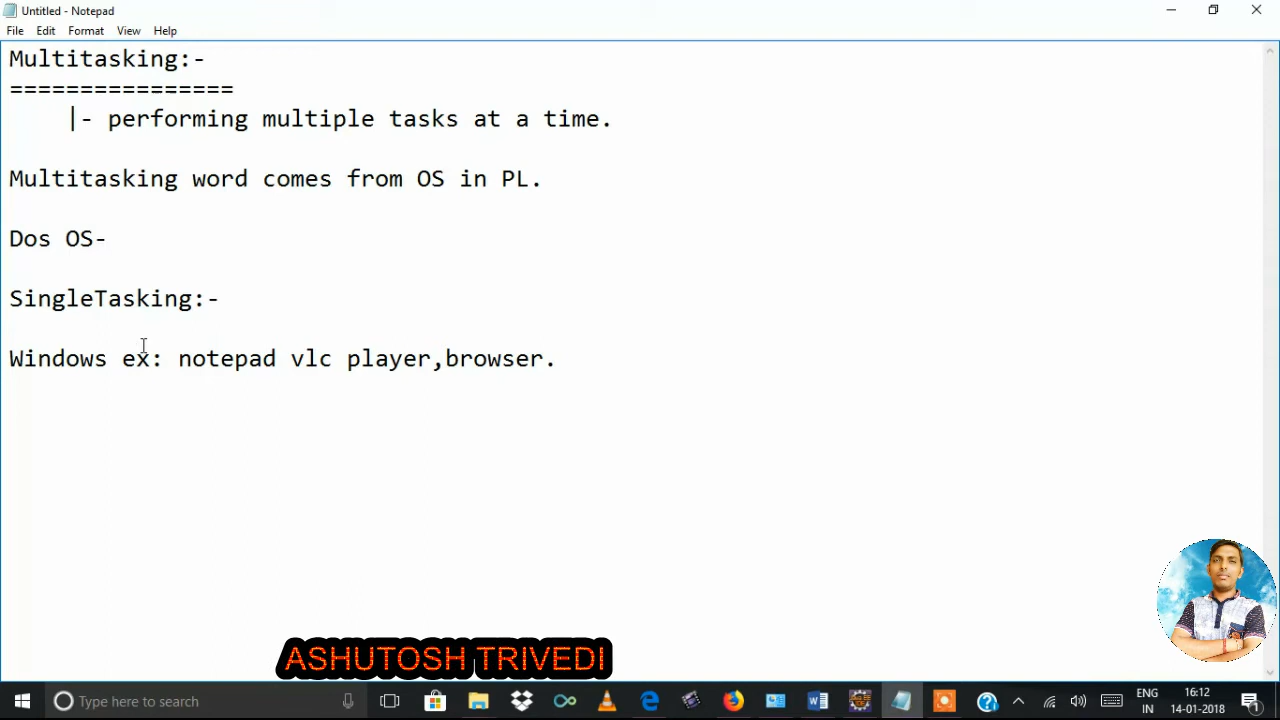 Untitled - Notepad
File Edit Format View Help
Multitasking:-
================
|- performing multiple tasks at a time.
Multitasking word comes from OS in PL.
Dos OS-
SingleTasking:-
Windows ex: notepad vlc player,browser.
ASHUTOSH TRIVEDI
Type here to search
ENG 16:12
IN 14-01-2018
1